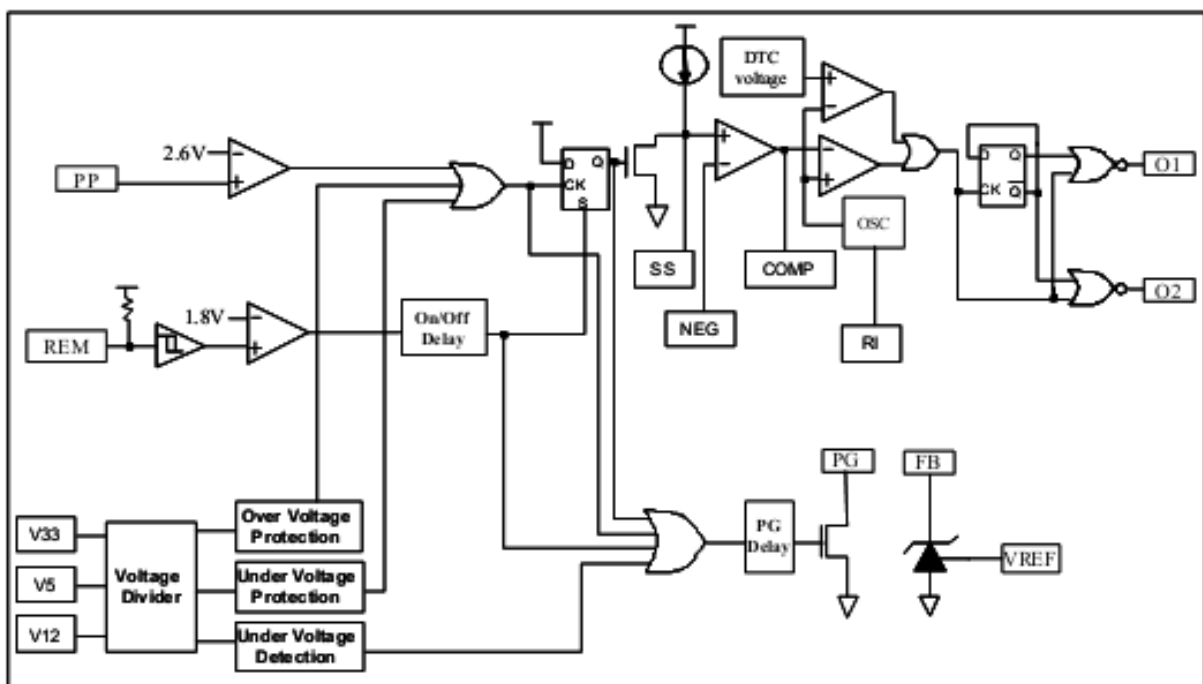 DTC
voltage
2.6V
PP
D Q
CK
S
D Q
CK Q
O1
OSC
SS
COMP
O2
NEG
RI
1.8V
On/Off
Delay
REM
PG
FB
V33
V5
V12
Voltage
Divider
Over Voltage
Protection
Under Voltage
Protection
Under Voltage
Detection
PG
Delay
VREF